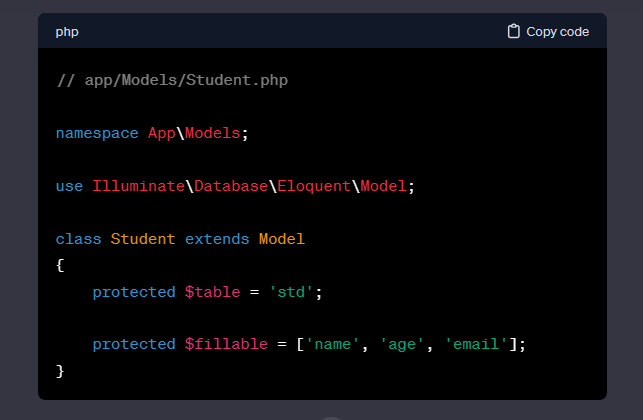 php
Copy code
// app/Models/Student.php
namespace App\Models;
use Illuminate\Database\Eloquent\Model;
class Student extends Model
{
protected $table = 'std';
protected $fillable = ['name', 'age', 'email'];
}